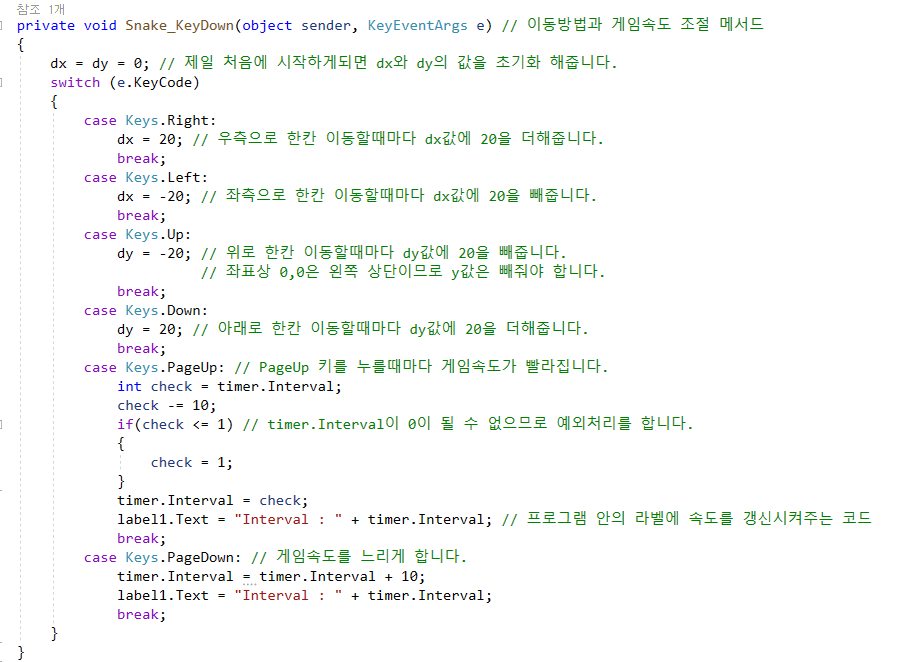 참조 1개
private void Snake_KeyDown(object sender, KeyEventArgs e) // 이동방법과 게임속도 조절 메서드
{
dx = dy = 0; // 제일 처음에 시작하게되면 dx와 dy의 값을 초기화 해줍니다.
switch (e.KeyCode)
{
case Keys.Right:
dx = 20; // 우측으로 한칸 이동할때마다 dx값에 20을 더해줍니다.
break;
case Keys.Left:
dx = -20; // 좌측으로 한칸 이동할때마다 dx값에 20을 빼줍니다.
break;
case Keys.Up:
dy = -20; // 위로 한칸 이동할때마다 dy값에 20을 빼줍니다.
// 좌표상 0,0은 왼쪽 상단이므로 y값은 빼줘야 합니다.
break;
case Keys.Down:
dy = 20; // 아래로 한칸 이동할때마다 dy값에 20을 더해줍니다.
break;
case Keys.PageUp: // PageUp 키를 누를때마다 게임속도가 빨라집니다.
int check = timer.Interval;
check -= 10;
if(check <= 1) // timer.Interval이 0이 될 수 없으므로 예외처리를 합니다.
{
check = 1;
}
timer.Interval = check;
label1.Text = "Interval : " + timer.Interval; // 프로그램 안의 라벨에 속도를 갱신시켜주는 코드
break;
case Keys.PageDown: // 게임속도를 느리게 합니다.
timer.Interval = timer.Interval + 10;
label1.Text = "Interval : " + timer.Interval;
break;
}
}